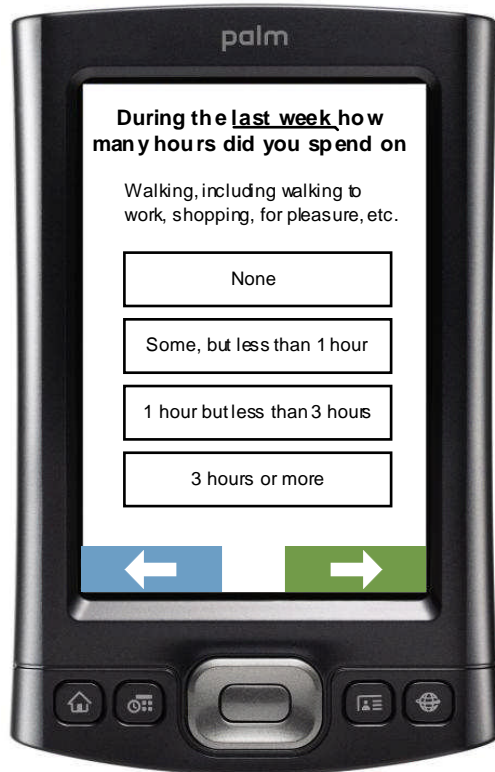 palm
During the last week how
many hours did you spend on
Walking, including walking to
work, shopping, for pleasure, etc.
None
Some, but less than 1 hour
1 hour but less than 3 hours
3 hours or more